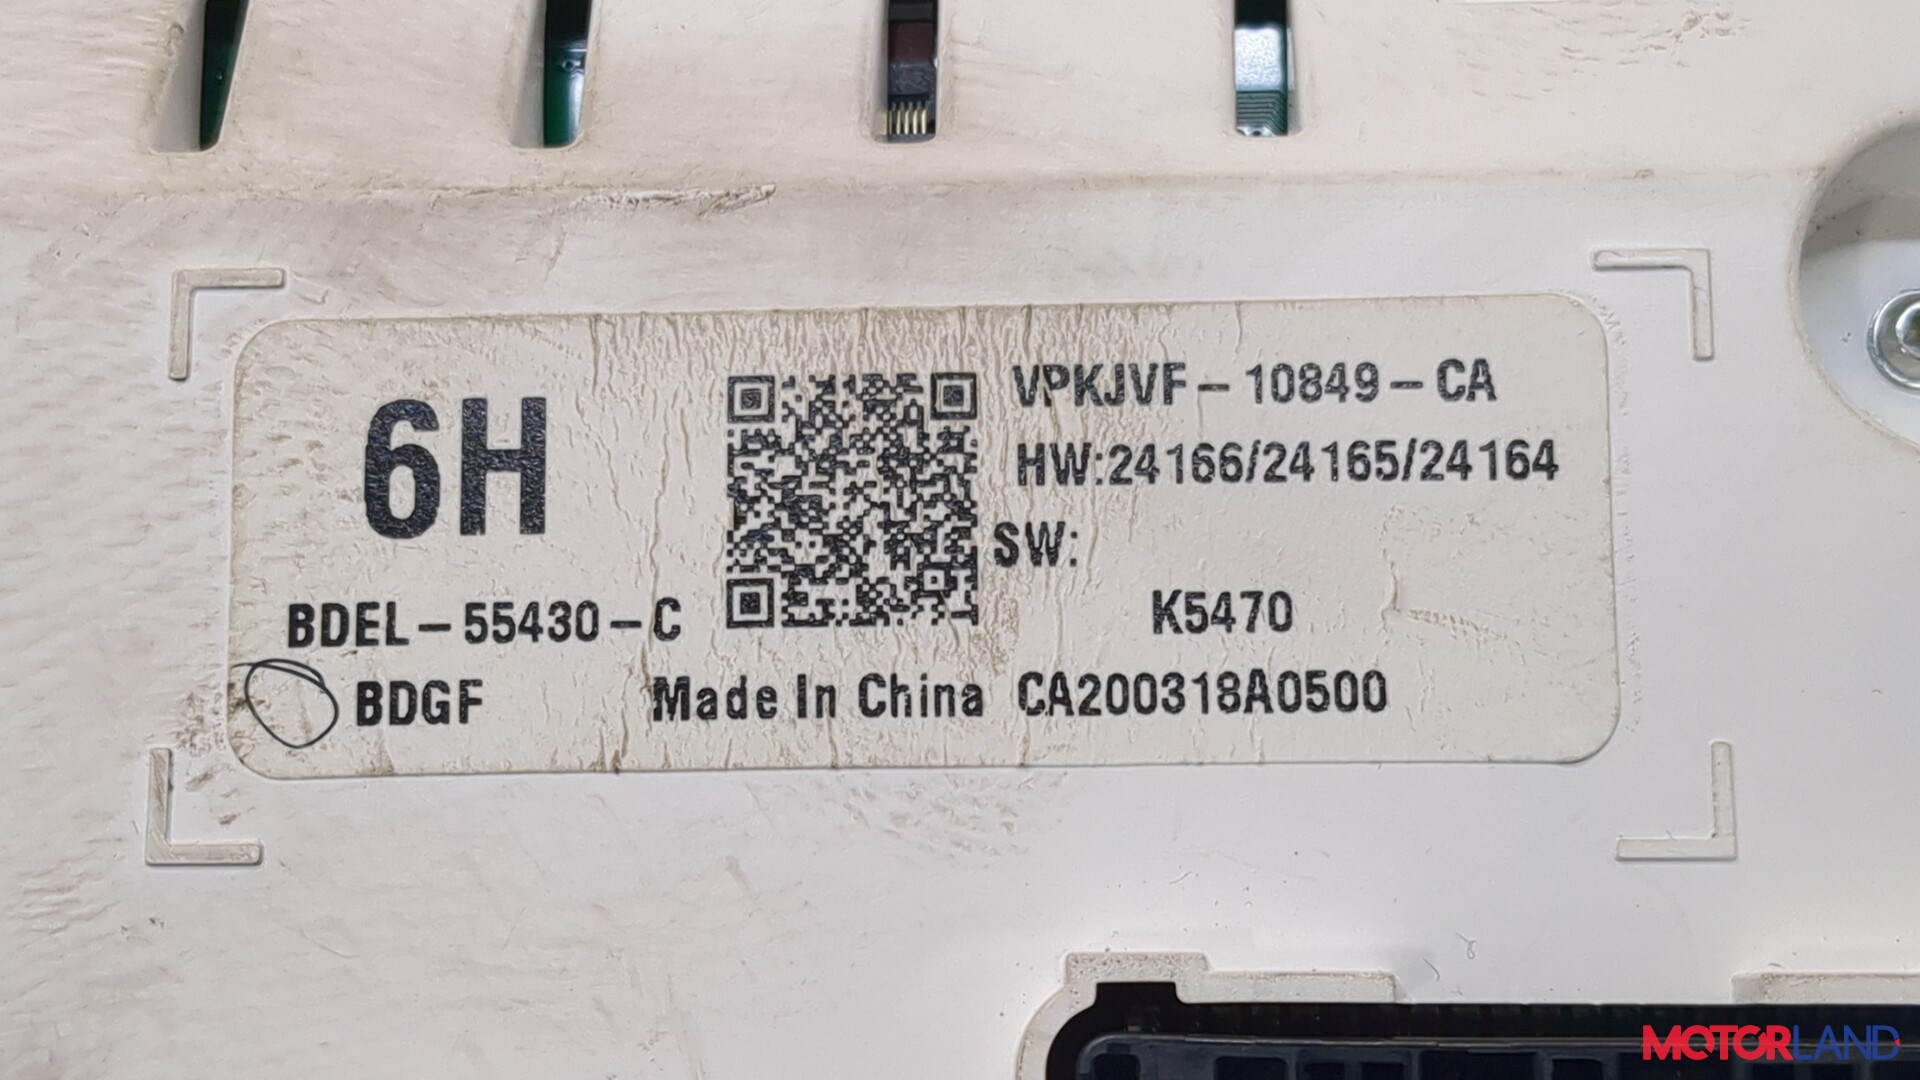 6H
BDEL-55430-C
BDGF
VPKJVF-10849-CA
HW:24166/24165/24164
SW:
K5470
Made In China CA200318A0500
MOTORLAND